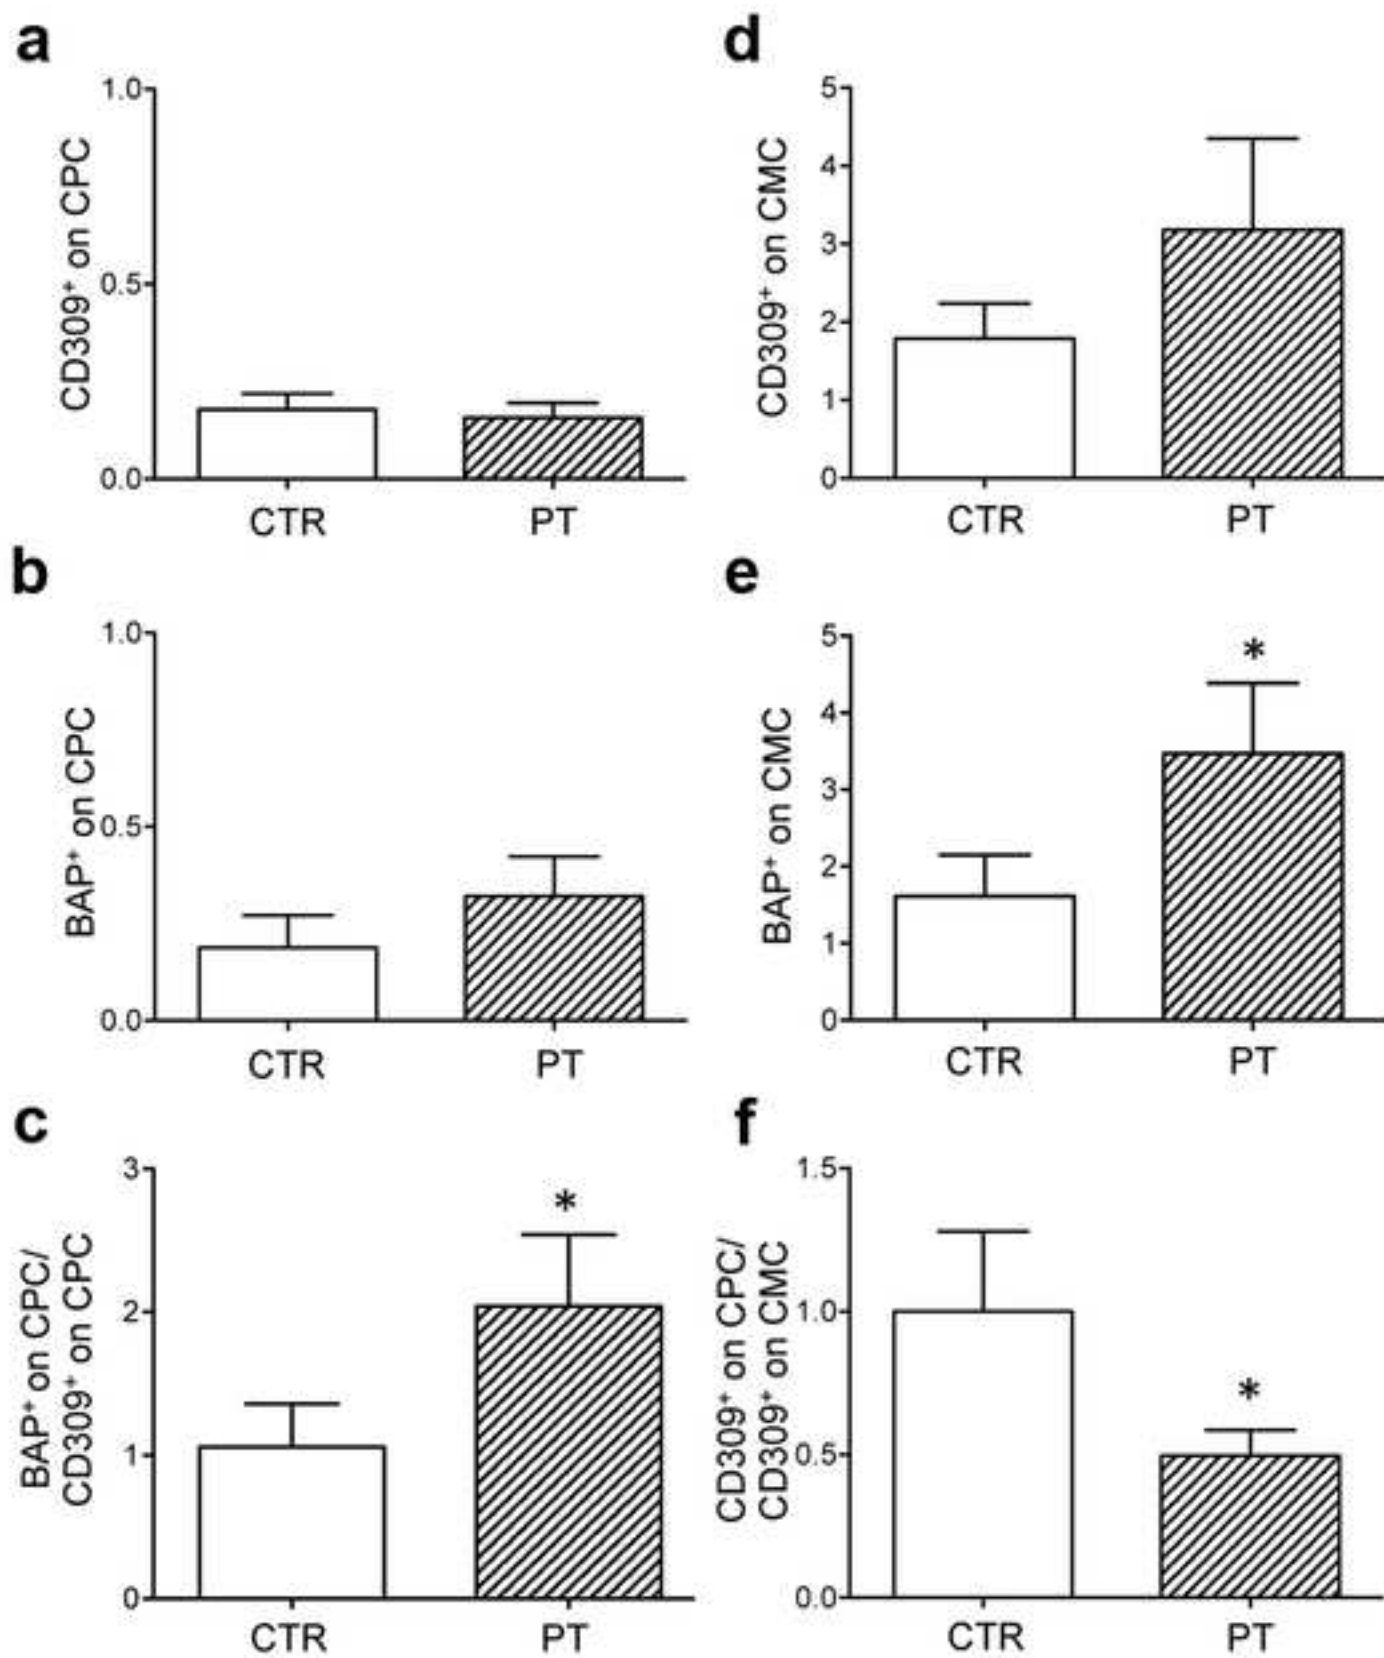 a
1.0
0.5
0.0
CD309⁺ on CPC
CTR PT
d
5
4
3
2
1
0
CD309⁺ on CMC
CTR PT
b
1.0
0.5
0.0
BAP⁺ on CPC
CTR PT
e
5
4
3
2
1
0
BAP⁺ on CMC
*
CTR PT
c
3
2
1
0
BAP⁺ on CPC/
CD309⁺ on CPC
*
CTR PT
f
1.5
1.0
0.5
0.0
CD309⁺ on CPC/
CD309⁺ on CMC
*
CTR PT